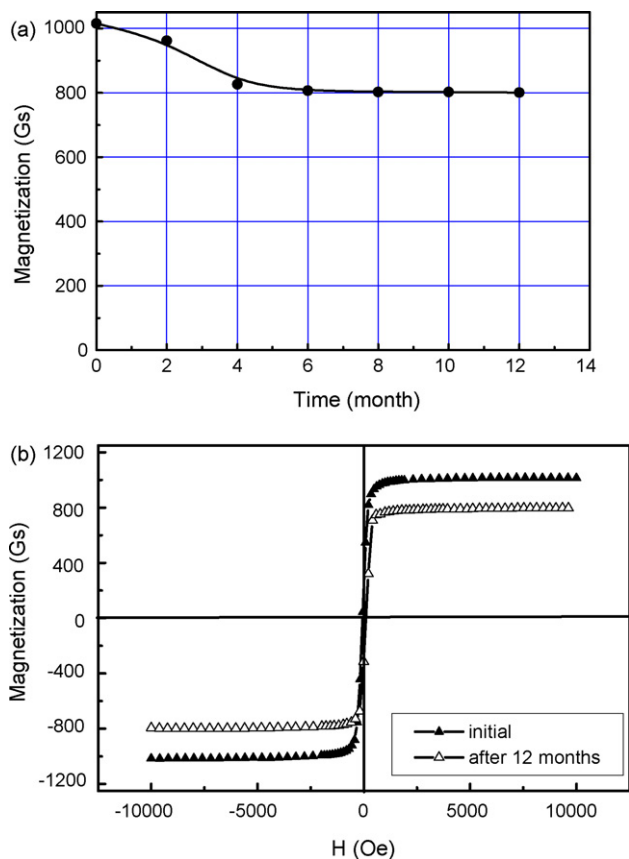 (a)
1000
800
600
400
200
0
Magnetization (Gs)
0 2 4 6 8 10 12 14
Time (month)
(b)
1200
800
400
0
-400
-800
-1200
Magnetization (Gs)
initial
after 12 months
-10000 -5000 0 5000 10000
H (Oe)